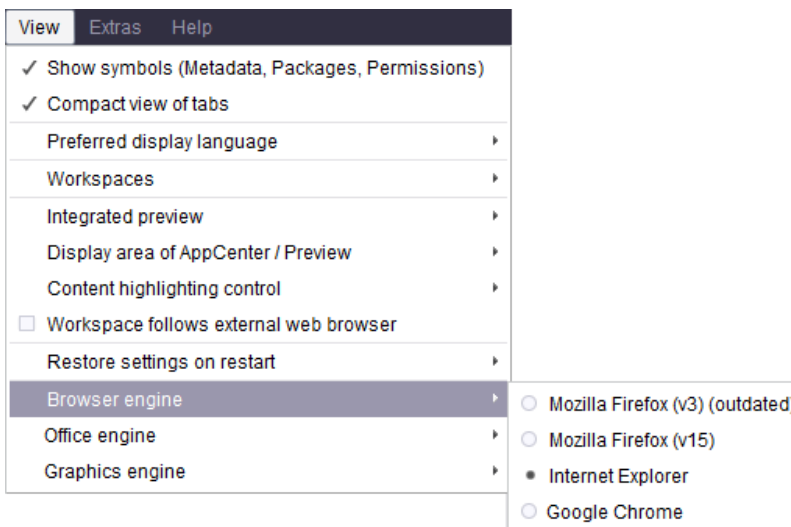 View Extras Help
Show symbols (Metadata, Packages, Permissions)
Compact view of tabs
Preferred display language
Workspaces
Integrated preview
Display area of AppCenter / Preview
Content highlighting control
Workspace follows external web browser
Restore settings on restart
Browser engine
Office engine
Graphics engine
Mozilla Firefox (v3) (outdated)
Mozilla Firefox (v15)
Internet Explorer
Google Chrome